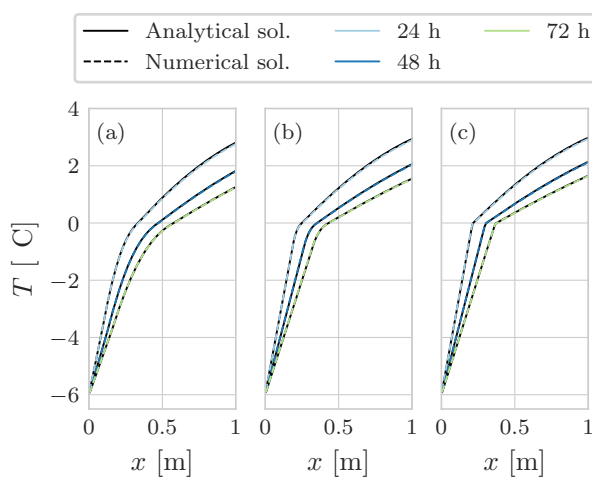 Analytical sol. 24 h 72 h
Numerical sol. 48 h
(a) (b) (c)
4
2
0
−2
−4
−6
T [ C]
0 0.5 1 0 0.5 1 0 0.5 1
x [m] x [m] x [m]